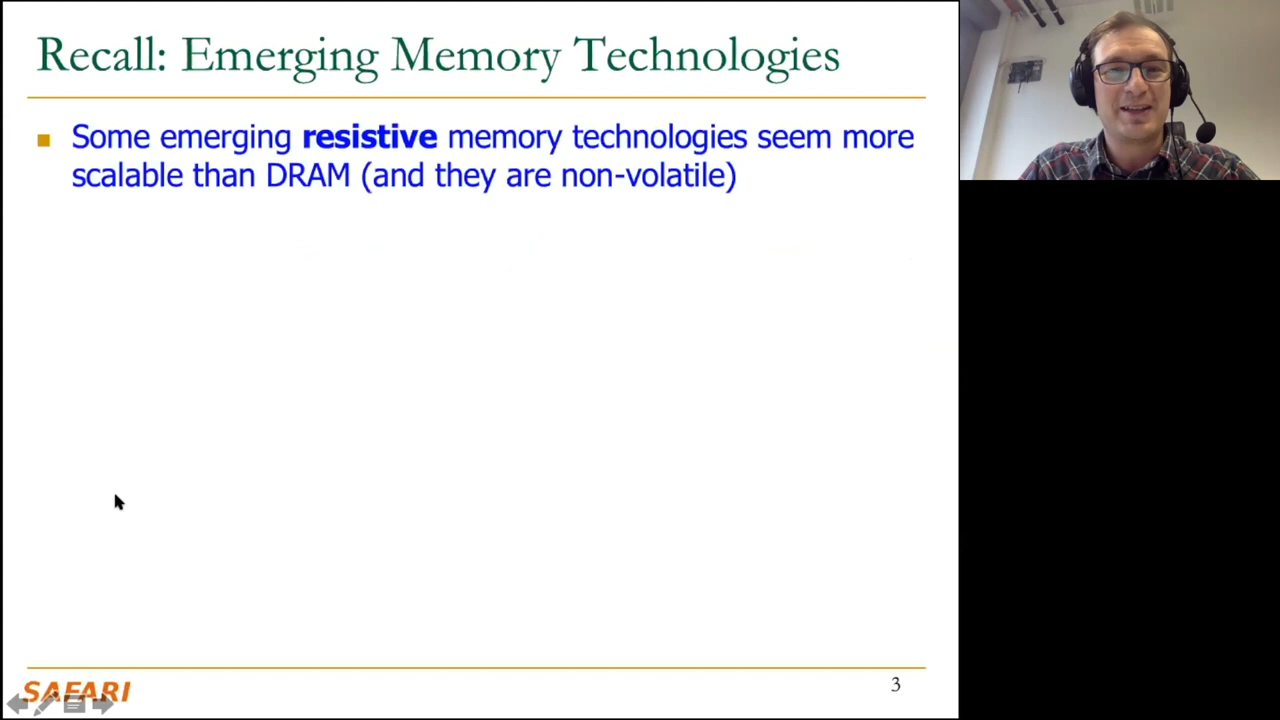 Recall: Emerging Memory Technologies
Some emerging resistive memory technologies seem more
scalable than DRAM (and they are non-volatile)
SAFARI
3